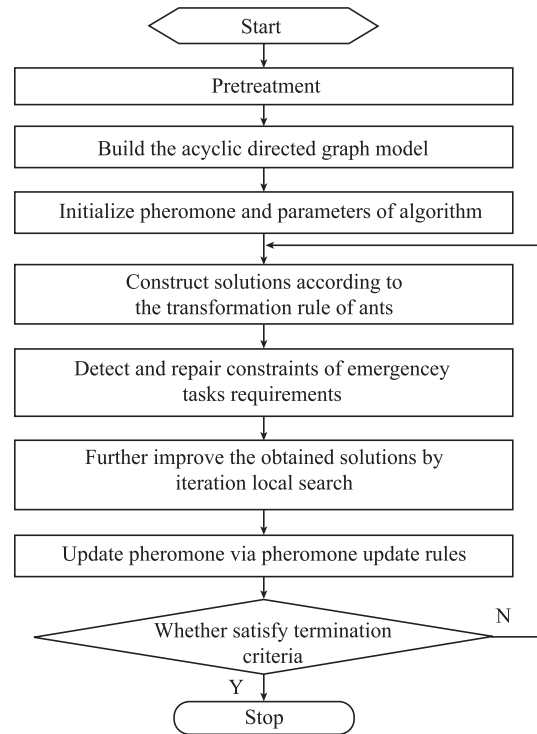 Start
Pretreatment
Build the acyclic directed graph model
Initialize pheromone and parameters of algorithm
Construct solutions according to
the transformation rule of ants
Detect and repair constraints of emergencey
tasks requirements
Further improve the obtained solutions by
iteration local search
Update pheromone via pheromone update rules
Whether satisfy termination
criteria
N
Y
Stop